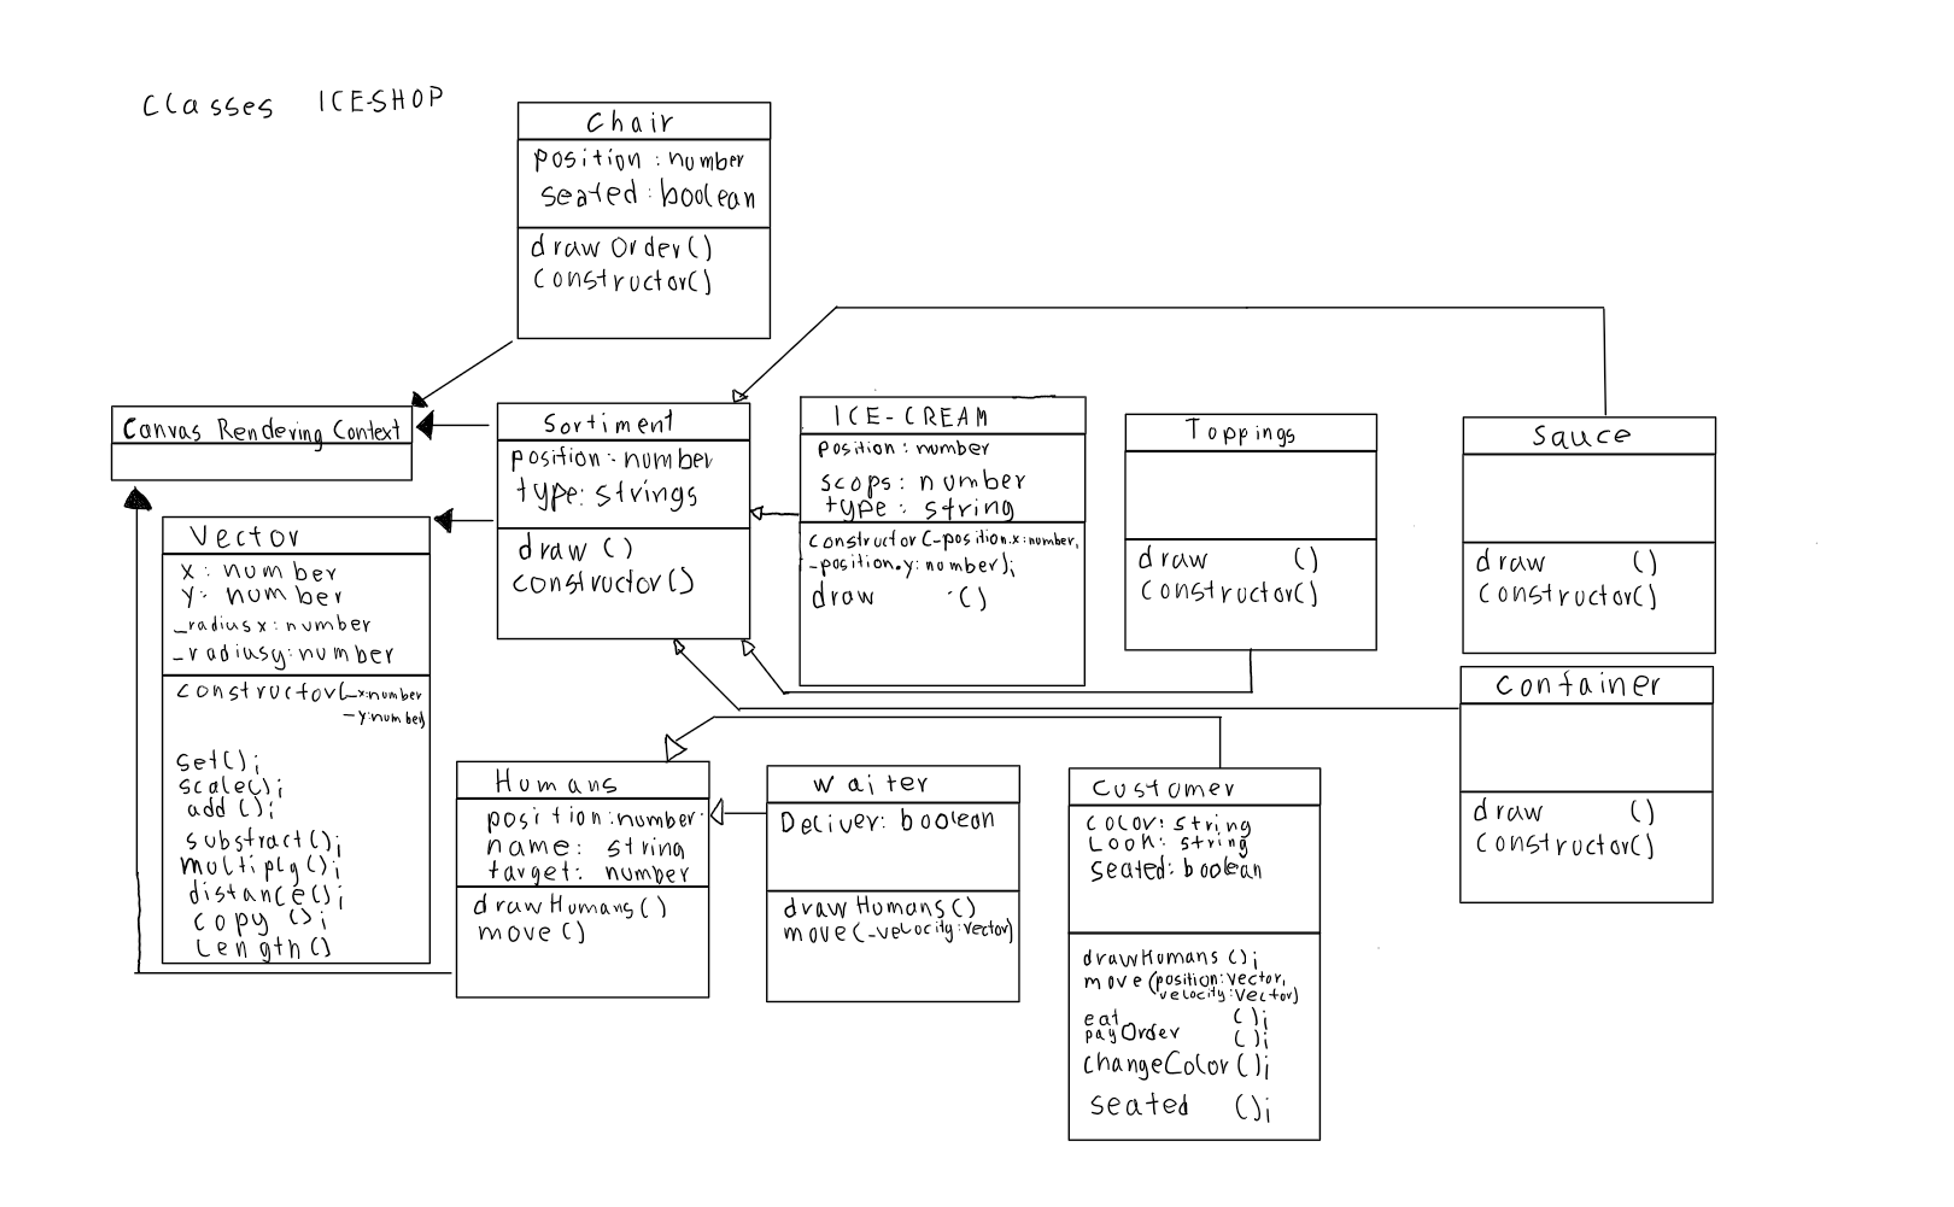 Classes ICE-SHOP
Chair
position : number
seated : boolean
draw Order()
constructor()
Canvas Rendering Context
Sortiment
position : number
type : strings
draw ()
constructor()
ICE-CREAM
position : number
scops : number
type : string
constructor(-position.x:number,
-position.y:number);
draw ()
Toppings
draw ()
constructor()
Sauce
draw ()
constructor()
Vector
x : number
y : number
_radiusx : number
_radiusy : number
constructor(_x:number
_y:number)
set();
scale();
add ();
substract();
multiply();
distance();
copy ();
Length()
Container
draw ()
constructor()
Humans
position : number
name : string
target : number
drawHumans()
move()
Waiter
Deliver : boolean
draw Humans()
move(-velocity:vector)
Customer
color : string
Look : string
seated : boolean
drawHumans ();
move (position:vector,
velocity:vector)
eat ();
payOrder ();
changeColor();
seated ();